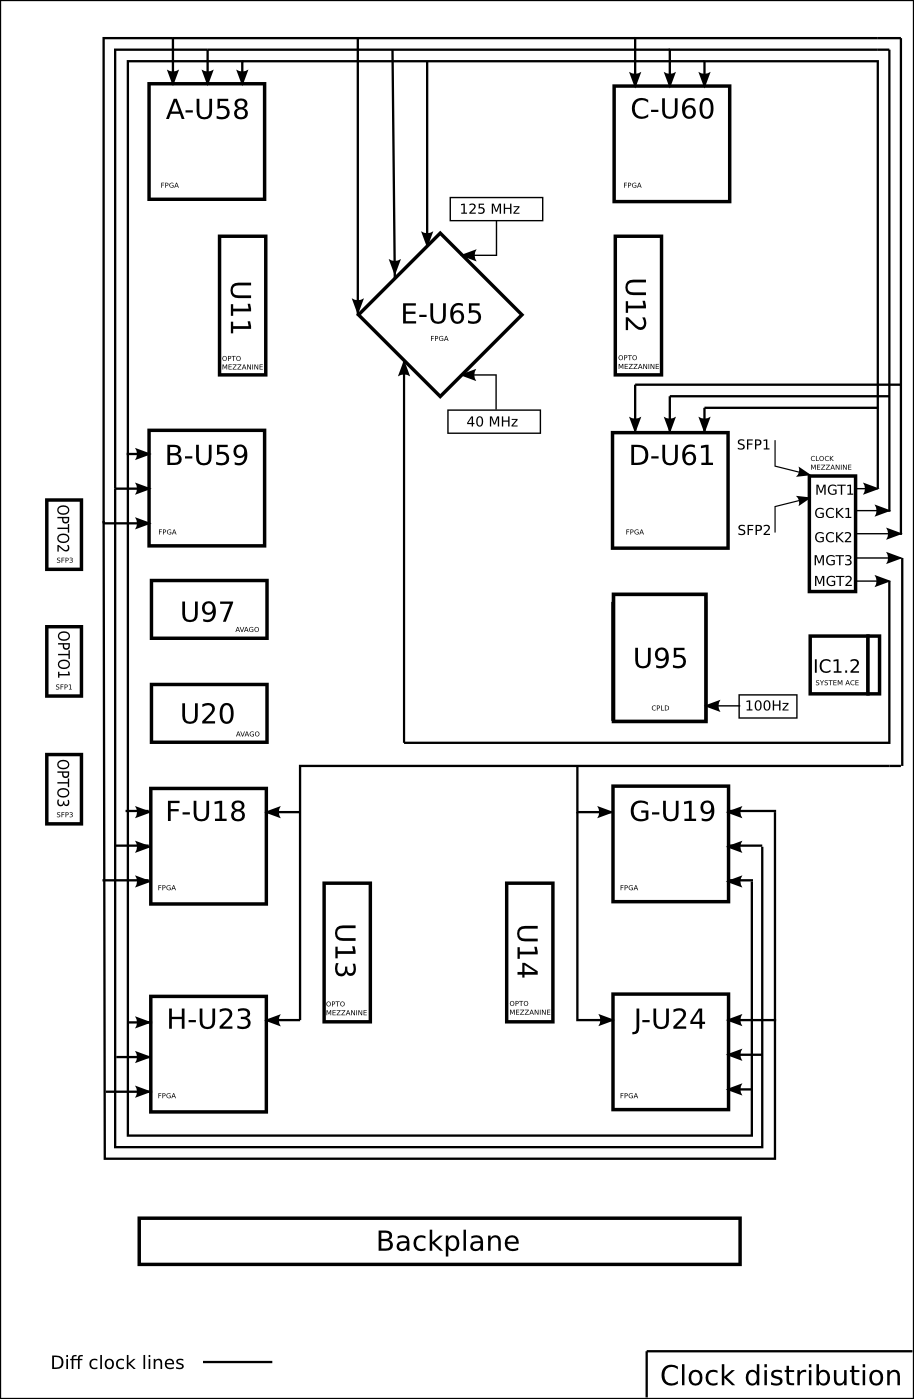 A-U58
FPGA
C-U60
FPGA
125 MHz
U11
OPTO
MEZZANINE
E-U65
FPGA
U12
OPTO
MEZZANINE
40 MHz
B-U59
FPGA
D-U61
FPGA
SFP1
SFP2
CLOCK
MEZZANINE
MGT1
GCK1
GCK2
MGT3
MGT2
OPTO2
SFP3
U97
AVAGO
OPTO1
SFP1
U95
CPLD
100Hz
IC1.2
SYSTEM ACE
U20
AVAGO
OPTO3
SFP3
F-U18
FPGA
G-U19
FPGA
U13
OPTO
MEZZANINE
U14
OPTO
MEZZANINE
H-U23
FPGA
J-U24
FPGA
Backplane
Diff clock lines
Clock distribution